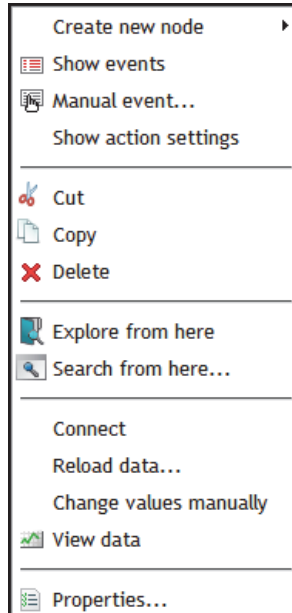 Create new node
Show events
Manual event...
Show action settings
Cut
Copy
Delete
Explore from here
Search from here...
Connect
Reload data...
Change values manually
View data
Properties...